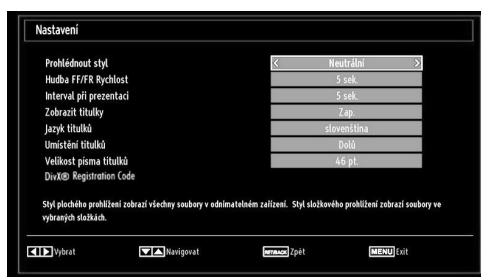 Nastavení
Prohlédnout styl Neutrální
Hudba FF/FR Rychlost 5 sek.
Interval při prezentaci 5 sek.
Zobrazit titulky Zap.
Jazyk titulků slovenština
Umístění titulků Dolů
Velikost písma titulků 46 pt.
DivX® Registration Code
Styl plochého prohlížení zobrazí všechny soubory v odnímatelném zařízení. Styl složkového prohlížení zobrazí soubory ve
vybraných složkách.
Vybrat Navigovat RET/BACK Zpět MENU Exit